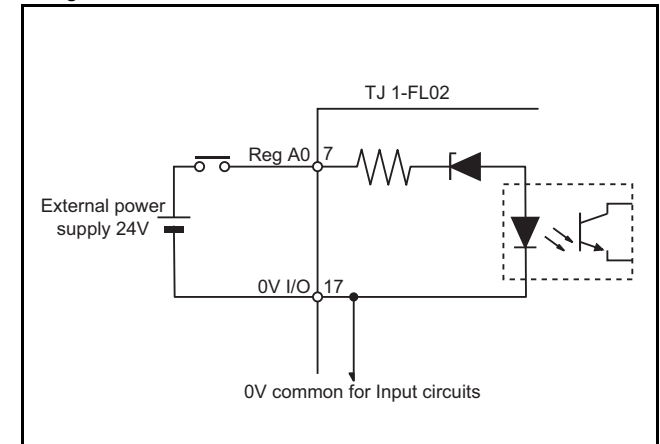 TJ 1-FL02
Reg A0 7
External power
supply 24V
0V I/O 17
0V common for Input circuits